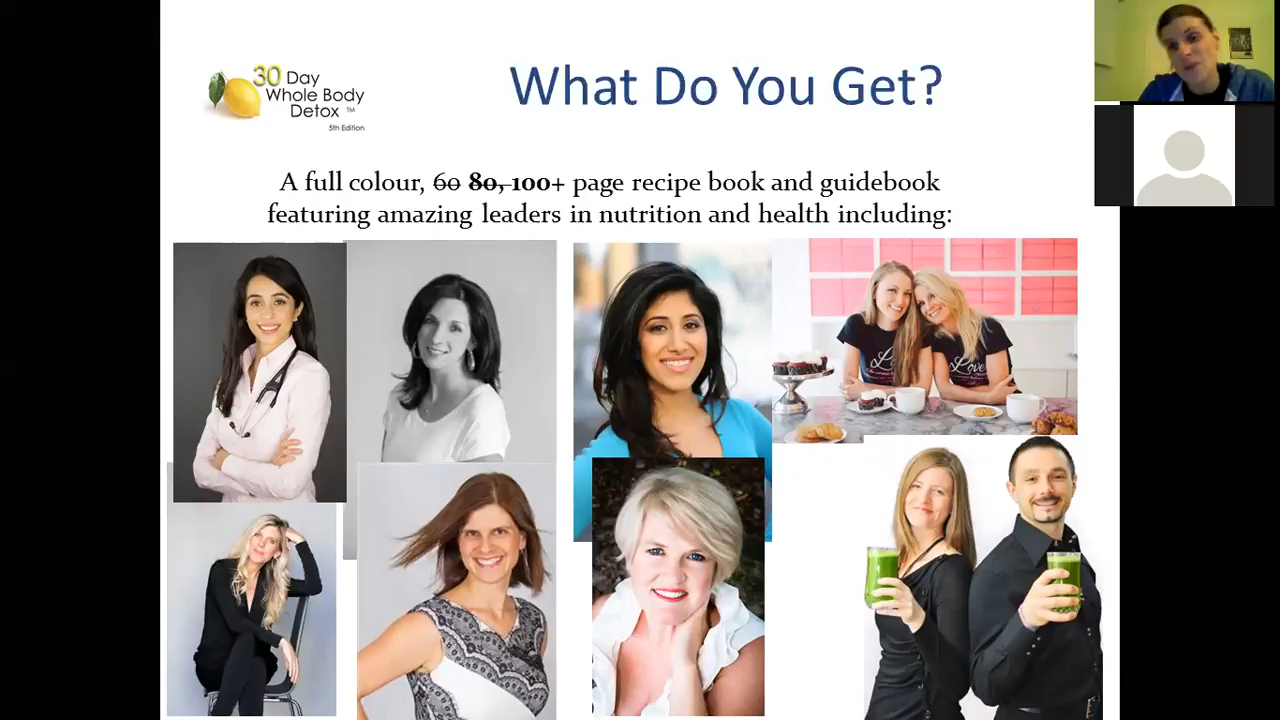 30 Day
Whole Body
Detox ™
5th Edition
What Do You Get?
A full colour, 60 80, 100+ page recipe book and guidebook
featuring amazing leaders in nutrition and health including:
Love